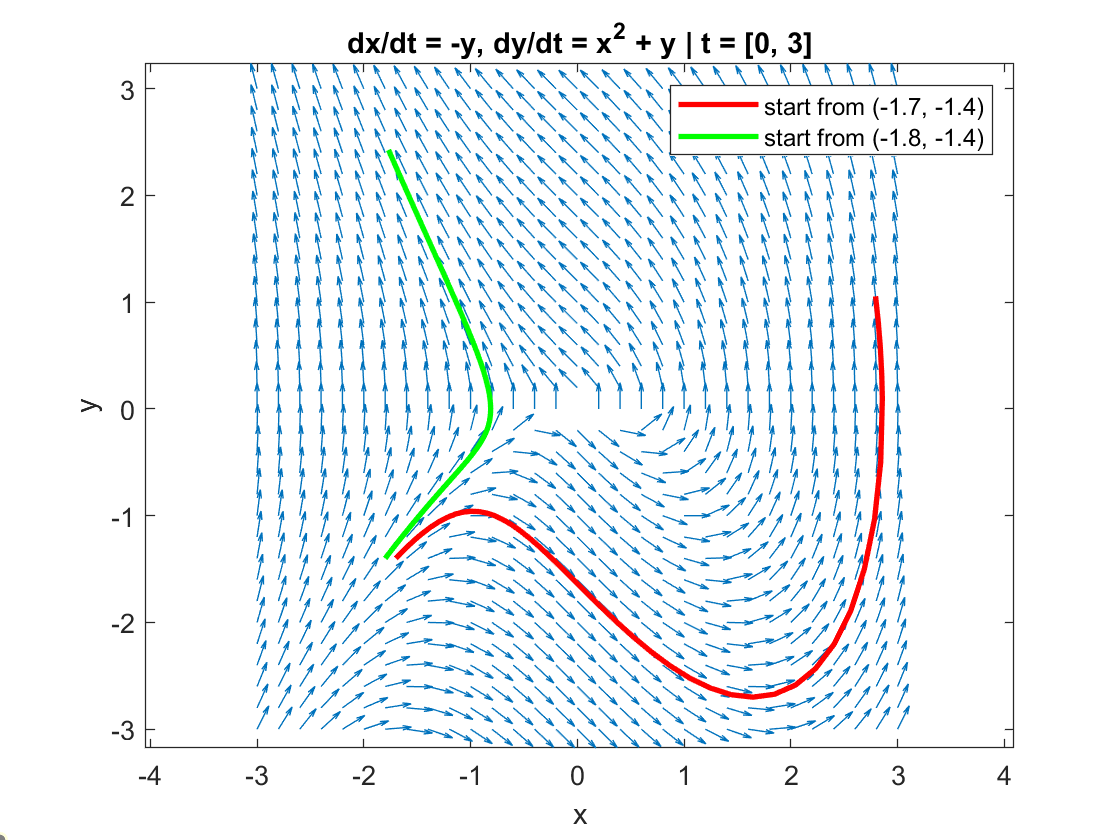 dx/dt = -y, dy/dt = x² + y | t = [0, 3]
start from (-1.7, -1.4)
start from (-1.8, -1.4)
3
2
1
0
-1
-2
-3
y
-4 -3 -2 -1 0 1 2 3 4
x